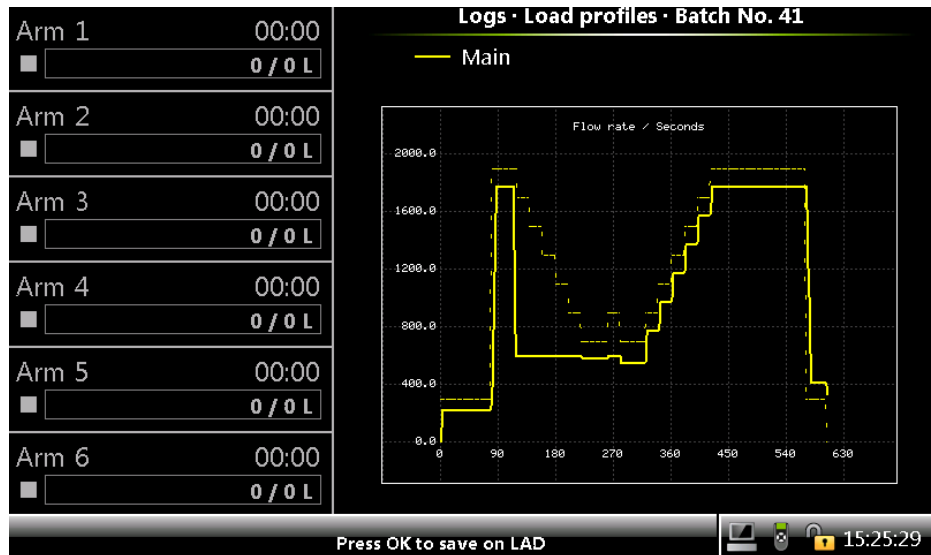 Arm 1 00:00
0 / 0 L
Arm 2 00:00
0 / 0 L
Arm 3 00:00
0 / 0 L
Arm 4 00:00
0 / 0 L
Arm 5 00:00
0 / 0 L
Arm 6 00:00
0 / 0 L
Logs · Load profiles · Batch No. 41
Main
Flow rate / Seconds
2000.0
1600.0
1200.0
800.0
400.0
0.0
0 90 180 270 360 450 540 630
Press OK to save on LAD
15:25:29